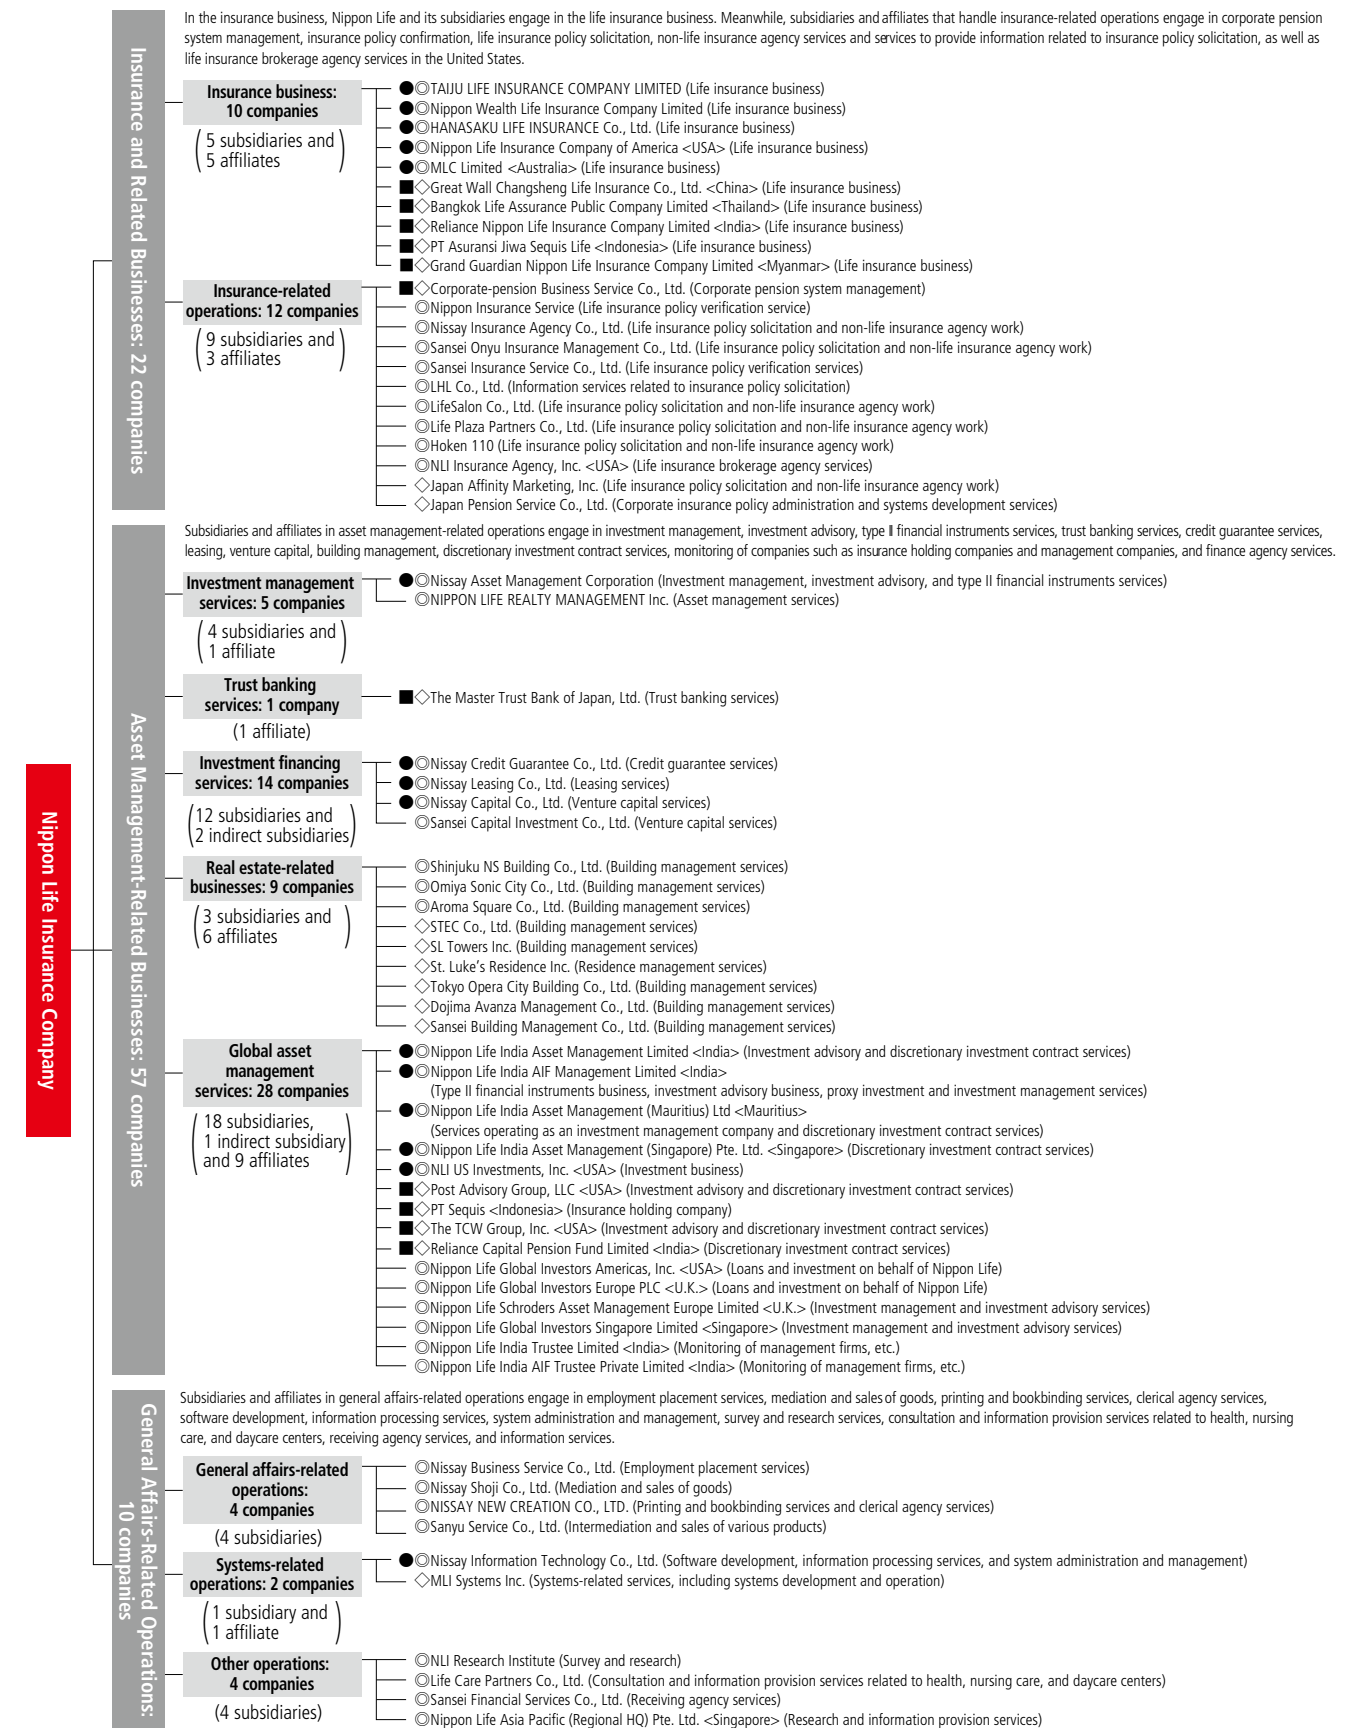 Nippon Life Insurance Company
Insurance and Related Businesses: 22 companies
In the insurance business, Nippon Life and its subsidiaries engage in the life insurance business. Meanwhile, subsidiaries and affiliates that handle insurance-related operations engage in corporate pension
system management, insurance policy confirmation, life insurance policy solicitation, non-life insurance agency services and services to provide information related to insurance policy solicitation, as well as
life insurance brokerage agency services in the United States.
Insurance business:
10 companies
(5 subsidiaries and
5 affiliates)
●◎TAIJU LIFE INSURANCE COMPANY LIMITED (Life insurance business)
●◎Nippon Wealth Life Insurance Company Limited (Life insurance business)
●◎HANASAKU LIFE INSURANCE Co., Ltd. (Life insurance business)
●◎Nippon Life Insurance Company of America <USA> (Life insurance business)
●◎MLC Limited <Australia> (Life insurance business)
■◇Great Wall Changsheng Life Insurance Co., Ltd. <China> (Life insurance business)
■◇Bangkok Life Assurance Public Company Limited <Thailand> (Life insurance business)
■◇Reliance Nippon Life Insurance Company Limited <India> (Life insurance business)
■◇PT Asuransi Jiwa Sequis Life <Indonesia> (Life insurance business)
■◇Grand Guardian Nippon Life Insurance Company Limited <Myanmar> (Life insurance business)
Insurance-related
operations: 12 companies
(9 subsidiaries and
3 affiliates)
■◇Corporate-pension Business Service Co., Ltd. (Corporate pension system management)
◎Nippon Insurance Service (Life insurance policy verification service)
◎Nissay Insurance Agency Co., Ltd. (Life insurance policy solicitation and non-life insurance agency work)
◎Sansei Onyu Insurance Management Co., Ltd. (Life insurance policy solicitation and non-life insurance agency work)
◎Sansei Insurance Service Co., Ltd. (Life insurance policy verification services)
◎LHL Co., Ltd. (Information services related to insurance policy solicitation)
◎LifeSalon Co., Ltd. (Life insurance policy solicitation and non-life insurance agency work)
◎Life Plaza Partners Co., Ltd. (Life insurance policy solicitation and non-life insurance agency work)
◎Hoken 110 (Life insurance policy solicitation and non-life insurance agency work)
◎NLI Insurance Agency, Inc. <USA> (Life insurance brokerage agency services)
◇Japan Affinity Marketing, Inc. (Life insurance policy solicitation and non-life insurance agency work)
◇Japan Pension Service Co., Ltd. (Corporate insurance policy administration and systems development services)
Asset Management-Related Businesses: 57 companies
Subsidiaries and affiliates in asset management-related operations engage in investment management, investment advisory, type II financial instruments services, trust banking services, credit guarantee services,
leasing, venture capital, building management, discretionary investment contract services, monitoring of companies such as insurance holding companies and management companies, and finance agency services.
Investment management
services: 5 companies
(4 subsidiaries and
1 affiliate)
●◎Nissay Asset Management Corporation (Investment management, investment advisory, and type II financial instruments services)
◎NIPPON LIFE REALTY MANAGEMENT Inc. (Asset management services)
Trust banking
services: 1 company
(1 affiliate)
■◇The Master Trust Bank of Japan, Ltd. (Trust banking services)
Investment financing
services: 14 companies
(12 subsidiaries and
2 indirect subsidiaries)
●◎Nissay Credit Guarantee Co., Ltd. (Credit guarantee services)
●◎Nissay Leasing Co., Ltd. (Leasing services)
●◎Nissay Capital Co., Ltd. (Venture capital services)
◎Sansei Capital Investment Co., Ltd. (Venture capital services)
Real estate-related
businesses: 9 companies
(3 subsidiaries and
6 affiliates)
◎Shinjuku NS Building Co., Ltd. (Building management services)
◎Omiya Sonic City Co., Ltd. (Building management services)
◎Aroma Square Co., Ltd. (Building management services)
◇STEC Co., Ltd. (Building management services)
◇SL Towers Inc. (Building management services)
◇St. Luke's Residence Inc. (Residence management services)
◇Tokyo Opera City Building Co., Ltd. (Building management services)
◇Dojima Avanza Management Co., Ltd. (Building management services)
◇Sansei Building Management Co., Ltd. (Building management services)
Global asset
management
services: 28 companies
(18 subsidiaries,
1 indirect subsidiary
and 9 affiliates)
●◎Nippon Life India Asset Management Limited <India> (Investment advisory and discretionary investment contract services)
●◎Nippon Life India AIF Management Limited <India>
(Type II financial instruments business, investment advisory business, proxy investment and investment management services)
●◎Nippon Life India Asset Management (Mauritius) Ltd <Mauritius>
(Services operating as an investment management company and discretionary investment contract services)
●◎Nippon Life India Asset Management (Singapore) Pte. Ltd. <Singapore> (Discretionary investment contract services)
●◎NLI US Investments, Inc. <USA> (Investment business)
■◇Post Advisory Group, LLC <USA> (Investment advisory and discretionary investment contract services)
■◇PT Sequis <Indonesia> (Insurance holding company)
■◇The TCW Group, Inc. <USA> (Investment advisory and discretionary investment contract services)
■◇Reliance Capital Pension Fund Limited <India> (Discretionary investment contract services)
◎Nippon Life Global Investors Americas, Inc. <USA> (Loans and investment on behalf of Nippon Life)
◎Nippon Life Global Investors Europe PLC <U.K.> (Loans and investment on behalf of Nippon Life)
◎Nippon Life Schroders Asset Management Europe Limited <U.K.> (Investment management and investment advisory services)
◎Nippon Life Global Investors Singapore Limited <Singapore> (Investment management and investment advisory services)
◎Nippon Life India Trustee Limited <India> (Monitoring of management firms, etc.)
◎Nippon Life India AIF Trustee Private Limited <India> (Monitoring of management firms, etc.)
General Affairs-Related Operations:
10 companies
Subsidiaries and affiliates in general affairs-related operations engage in employment placement services, mediation and sales of goods, printing and bookbinding services, clerical agency services,
software development, information processing services, system administration and management, survey and research services, consultation and information provision services related to health, nursing
care, and daycare centers, receiving agency services, and information services.
General affairs-related
operations:
4 companies
(4 subsidiaries)
◎Nissay Business Service Co., Ltd. (Employment placement services)
◎Nissay Shoji Co., Ltd. (Mediation and sales of goods)
◎NISSAY NEW CREATION CO., LTD. (Printing and bookbinding services and clerical agency services)
◎Sanyu Service Co., Ltd. (Intermediation and sales of various products)
Systems-related
operations: 2 companies
(1 subsidiary and
1 affiliate)
●◎Nissay Information Technology Co., Ltd. (Software development, information processing services, and system administration and management)
◇MLI Systems Inc. (Systems-related services, including systems development and operation)
Other operations:
4 companies
(4 subsidiaries)
◎NLI Research Institute (Survey and research)
◎Life Care Partners Co., Ltd. (Consultation and information provision services related to health, nursing care, and daycare centers)
◎Sansei Financial Services Co., Ltd. (Receiving agency services)
◎Nippon Life Asia Pacific (Regional HQ) Pte. Ltd. <Singapore> (Research and information provision services)